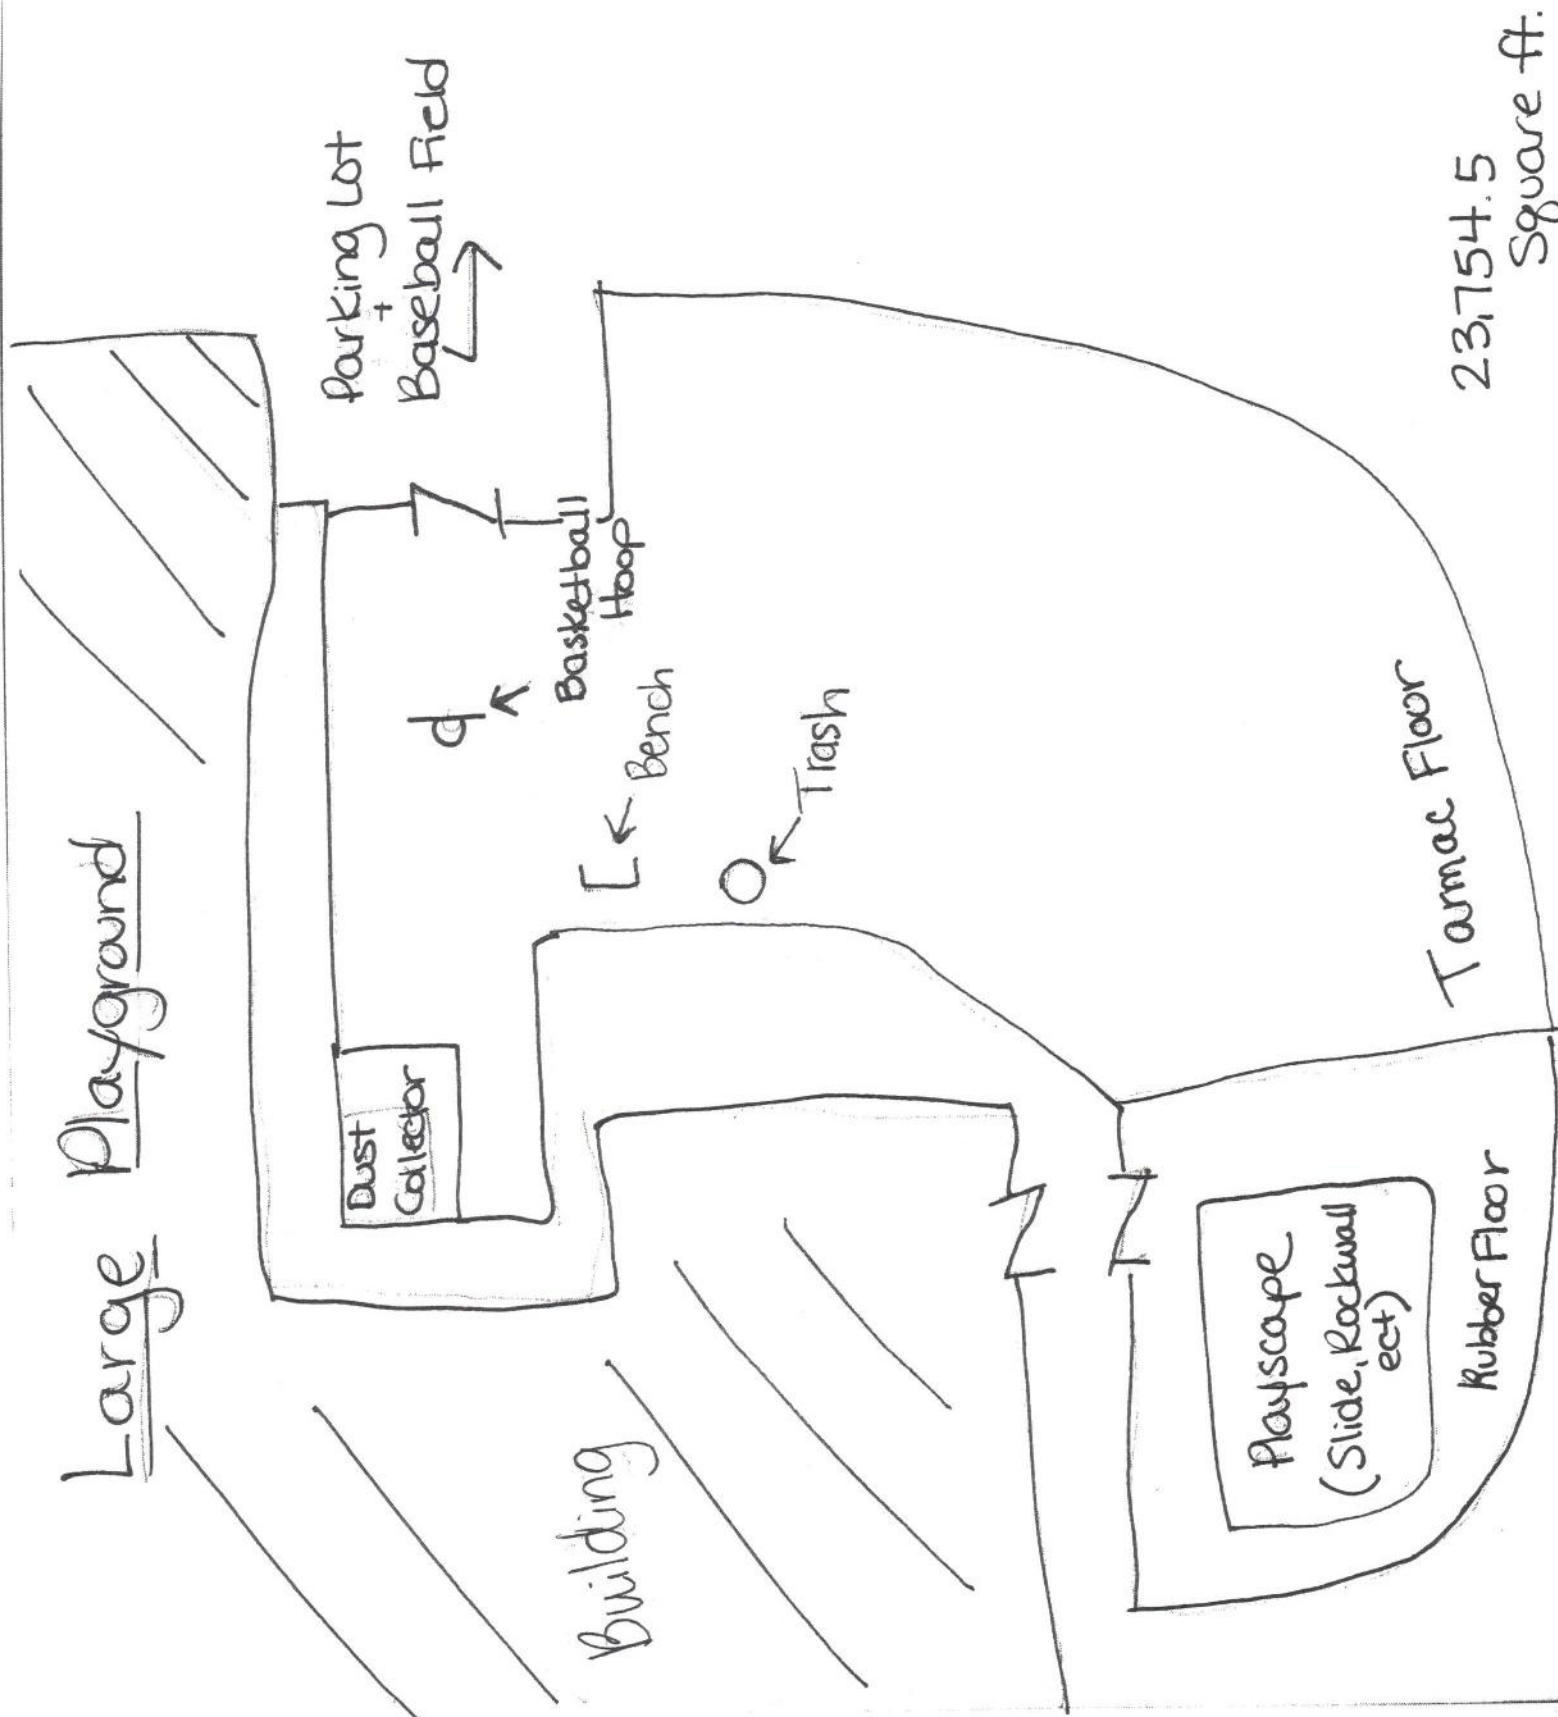 Large Playground
Parking Lot
+
Baseball Field
Dust
Collector
Basketball
Hoop
Bench
Trash
Building
Playscape
(Slide, Rockwall
ect)
Rubber Floor
Tarmac Floor
23,754.5
Square ft.